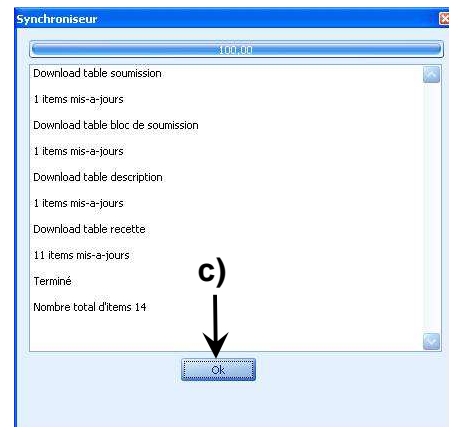 Synchroniseur
100.00
Download table soumission
1 items mis-a-jours
Download table bloc de soumission
1 items mis-a-jours
Download table description
1 items mis-a-jours
Download table recette
11 items mis-a-jours
Terminé
Nombre total d'items 14
c)
Ok